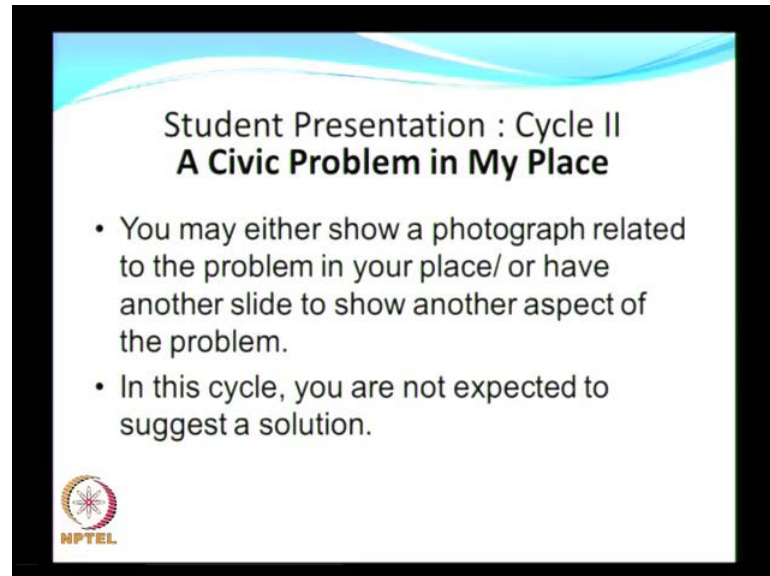 Student Presentation : Cycle II
A Civic Problem in My Place
• You may either show a photograph related
to the problem in your place/ or have
another slide to show another aspect of
the problem.
• In this cycle, you are not expected to
suggest a solution.
NPTEL